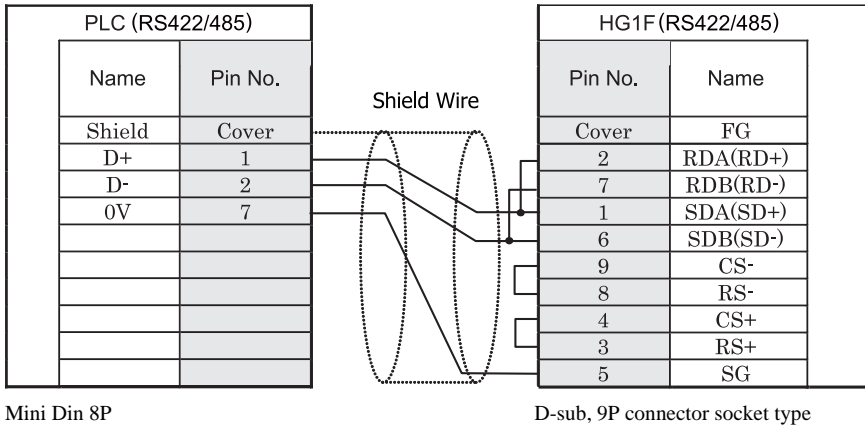 PLC (RS422/485)
HG1F(RS422/485)
Name Pin No.
Shield Wire
Pin No. Name
Shield Cover
Cover FG
D+ 1
2 RDA(RD+)
D- 2
7 RDB(RD-)
0V 7
1 SDA(SD+)
6 SDB(SD-)
9 CS-
8 RS-
4 CS+
3 RS+
5 SG
Mini Din 8P
D-sub, 9P connector socket type